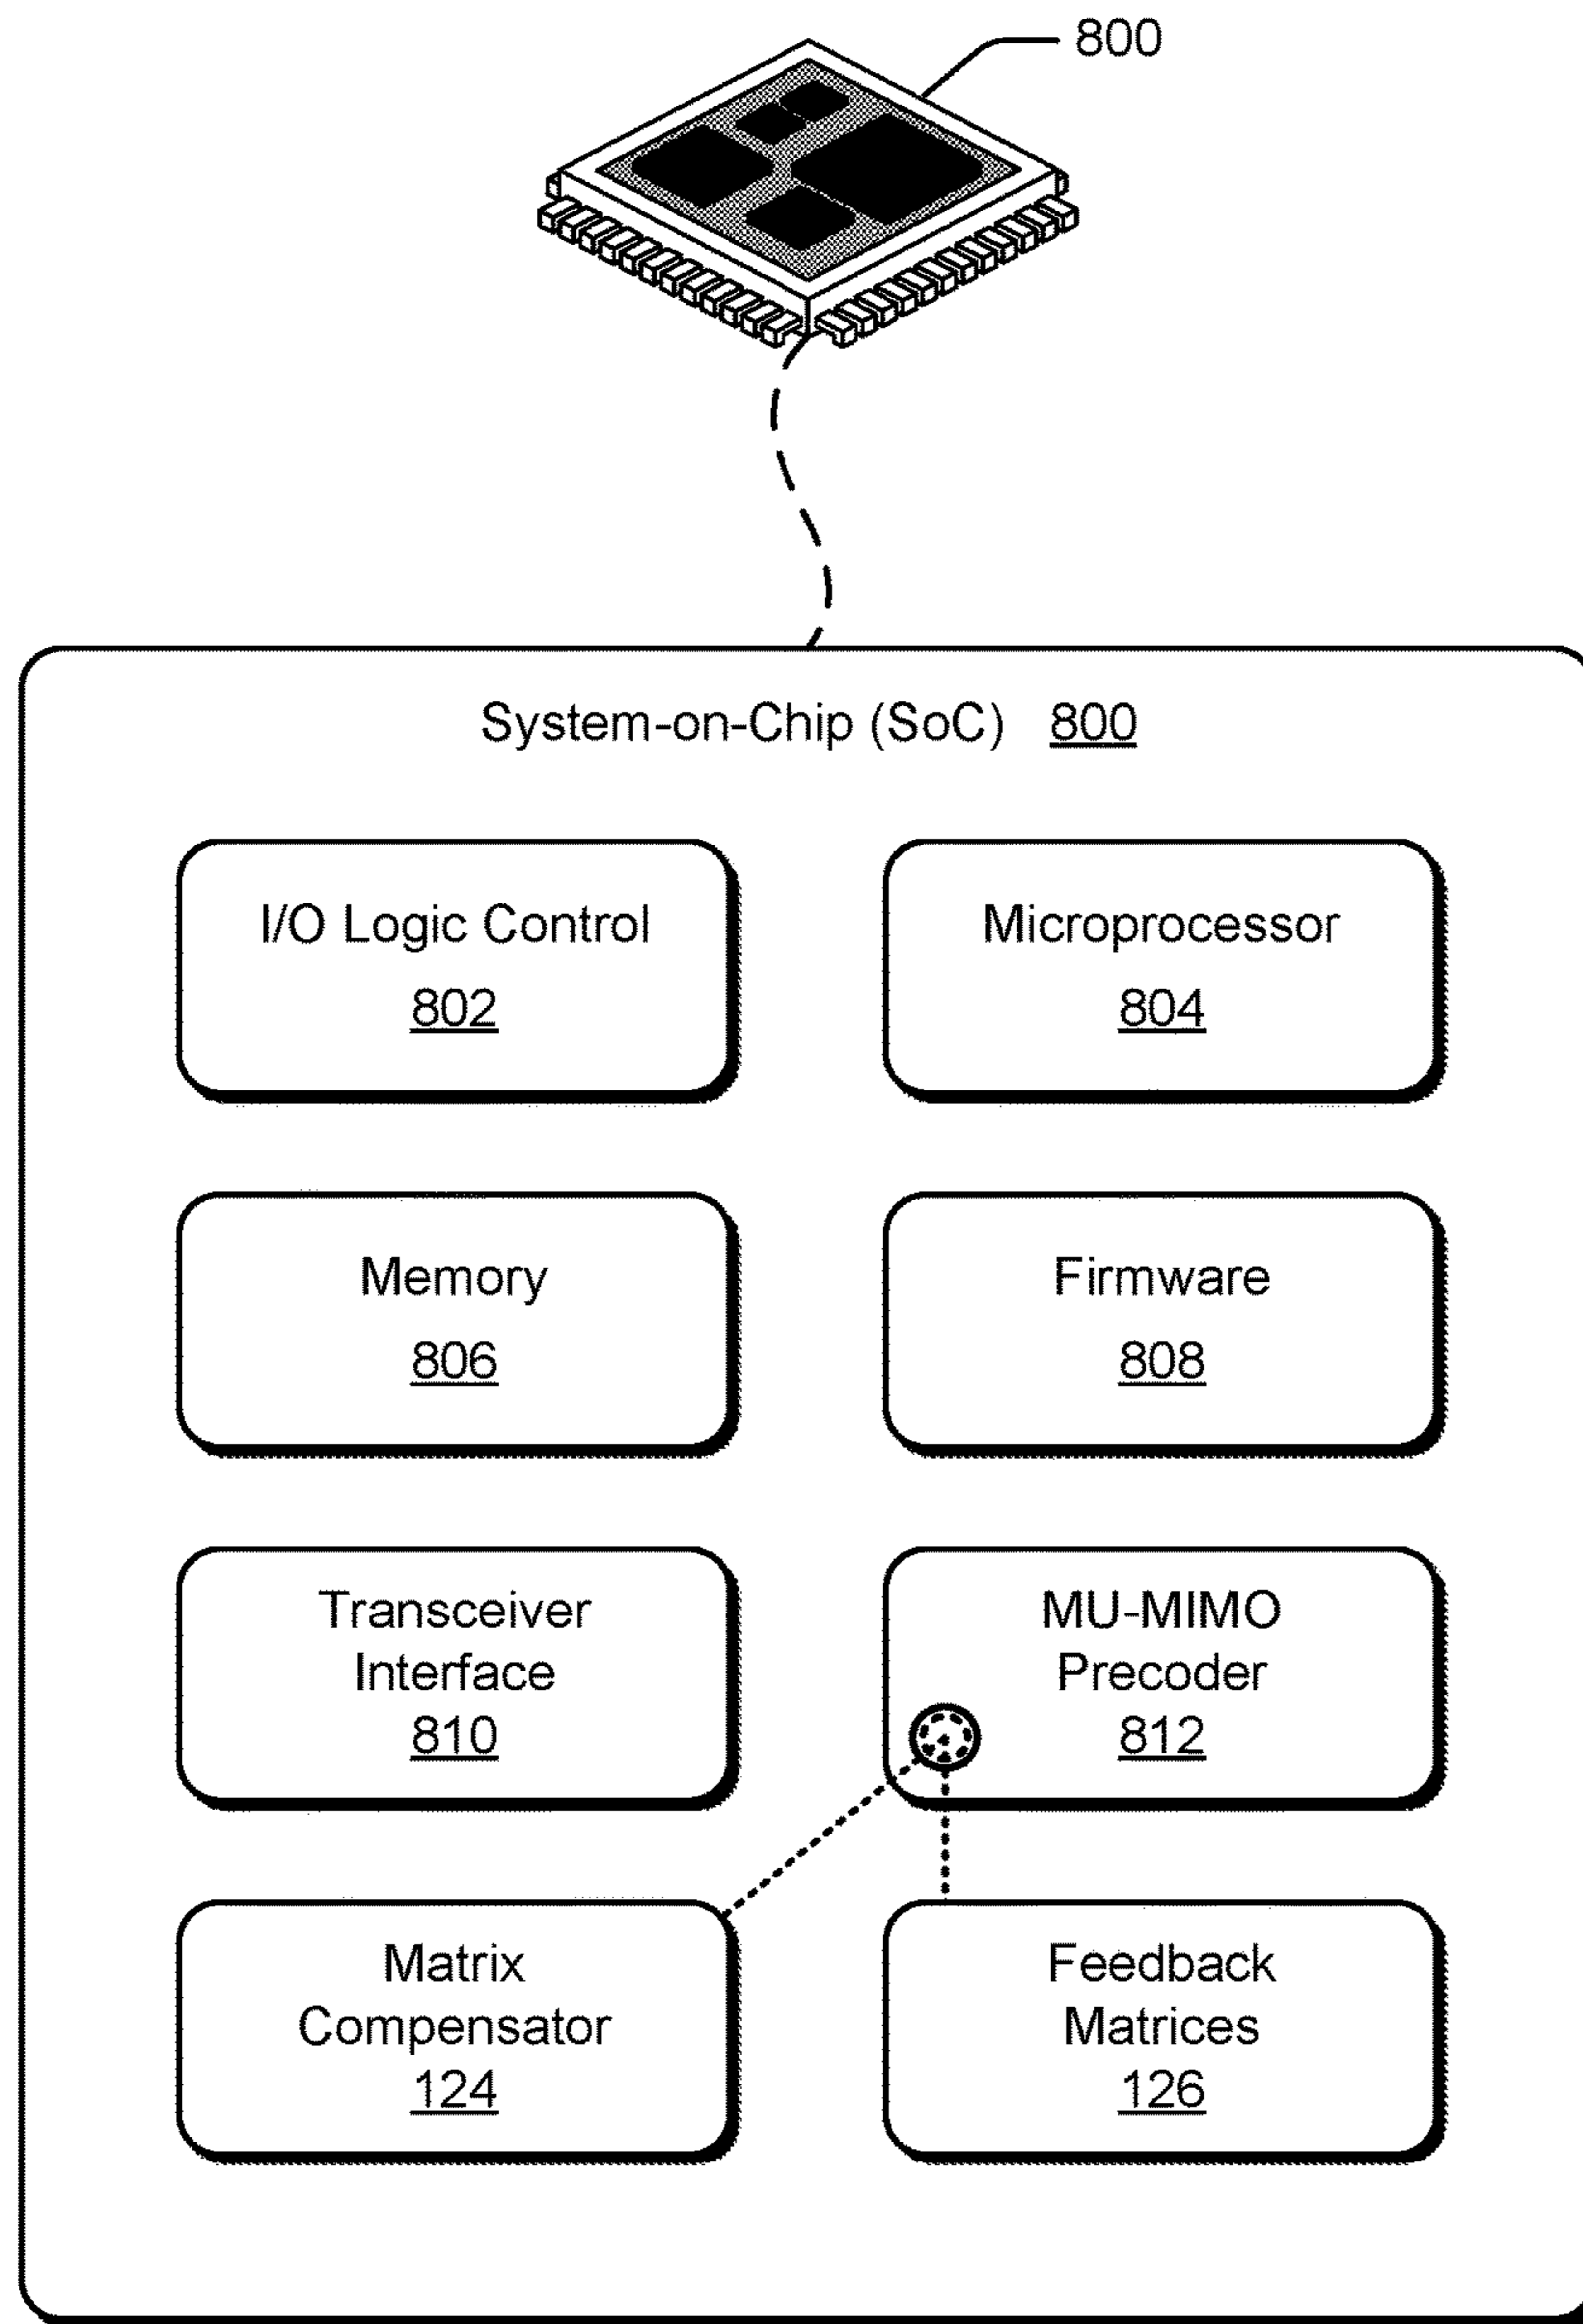 800
System-on-Chip (SoC) 800
I/O Logic Control
802
Microprocessor
804
Memory
806
Firmware
808
Transceiver
Interface
810
MU-MIMO
Precoder
812
Matrix
Compensator
124
Feedback
Matrices
126